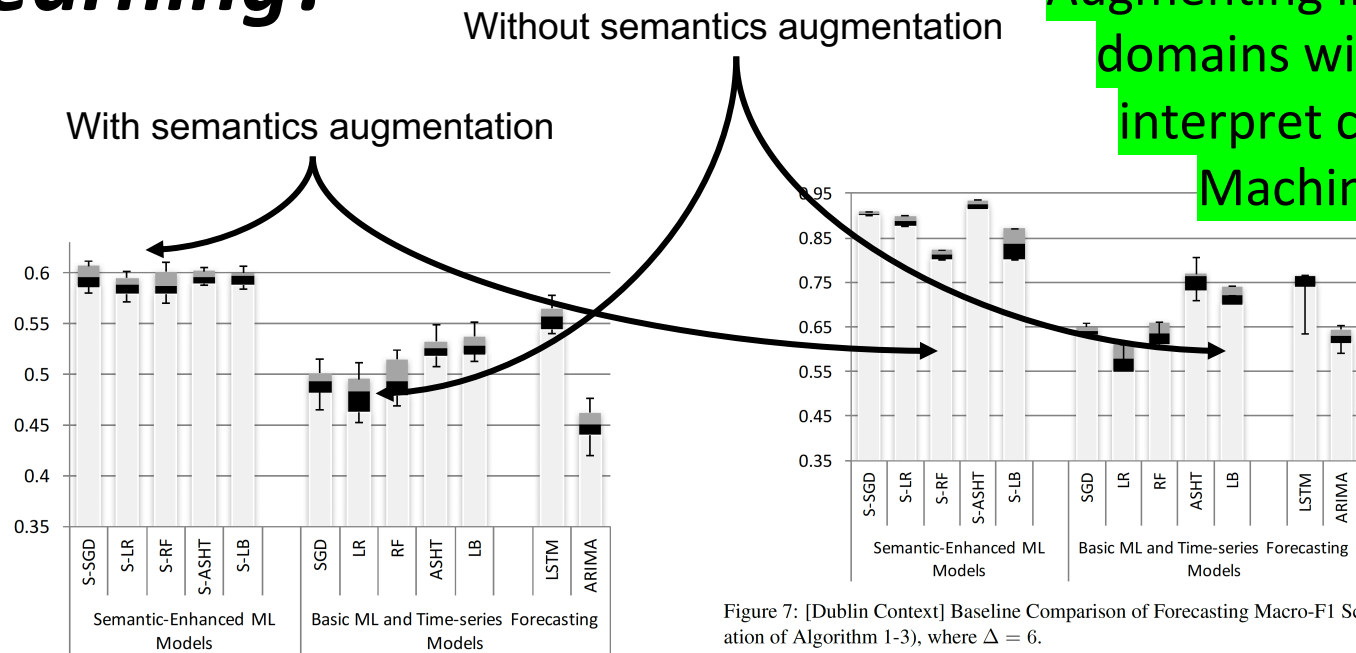 Without semantics augmentation
With semantics augmentation
domains
interpret
0.6
0.55
0.5
0.45
0.4
0.35
S-SGD
S-LR
S-RF
S-ASHT
S-LB
SGD
LR
RF
ASHT
LB
LSTM
ARIMA
Semantic-Enhanced ML
Models
Basic ML and Time-series Forecasting
Models
0.95
0.85
0.75
0.65
0.55
0.45
0.35
S-SGD
S-LR
S-RF
S-ASHT
S-LB
SGD
LR
RF
ASHT
LB
LSTM
ARIMA
Semantic-Enhanced ML
Models
Basic ML and Time-series Forecasting
Models
Figure 7: [Dublin Context] Baseline Comparison of Forecasting Macro-F1
ation of Algorithm 1-3), where Δ = 6.